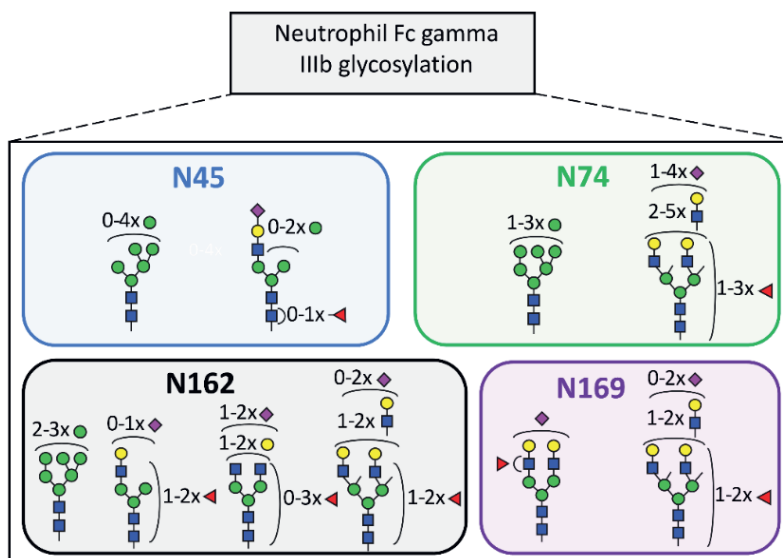 Neutrophil Fc gamma
IIIb glycosylation
N45
0-4x
0-2x
0-4x
0-1x
N74
1-4x
2-5x
1-3x
1-3x
N162
2-3x
0-1x
1-2x
1-2x
1-2x
0-3x
0-2x
1-2x
1-2x
N169
0-2x
1-2x
1-2x